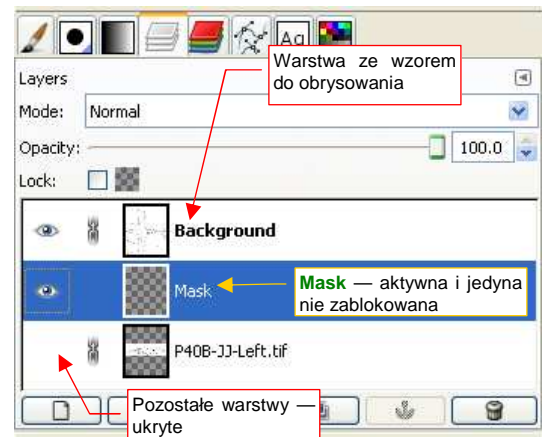 Aa
Warstwa ze wzorem
do obrysowania
Layers
Mode: Normal
Opacity: 100.0
Lock:
Background
Mask
Mask — aktywna i jedyna
nie zablokowana
P40B-JJ-Left.tif
Pozostałe warstwy —
ukryte